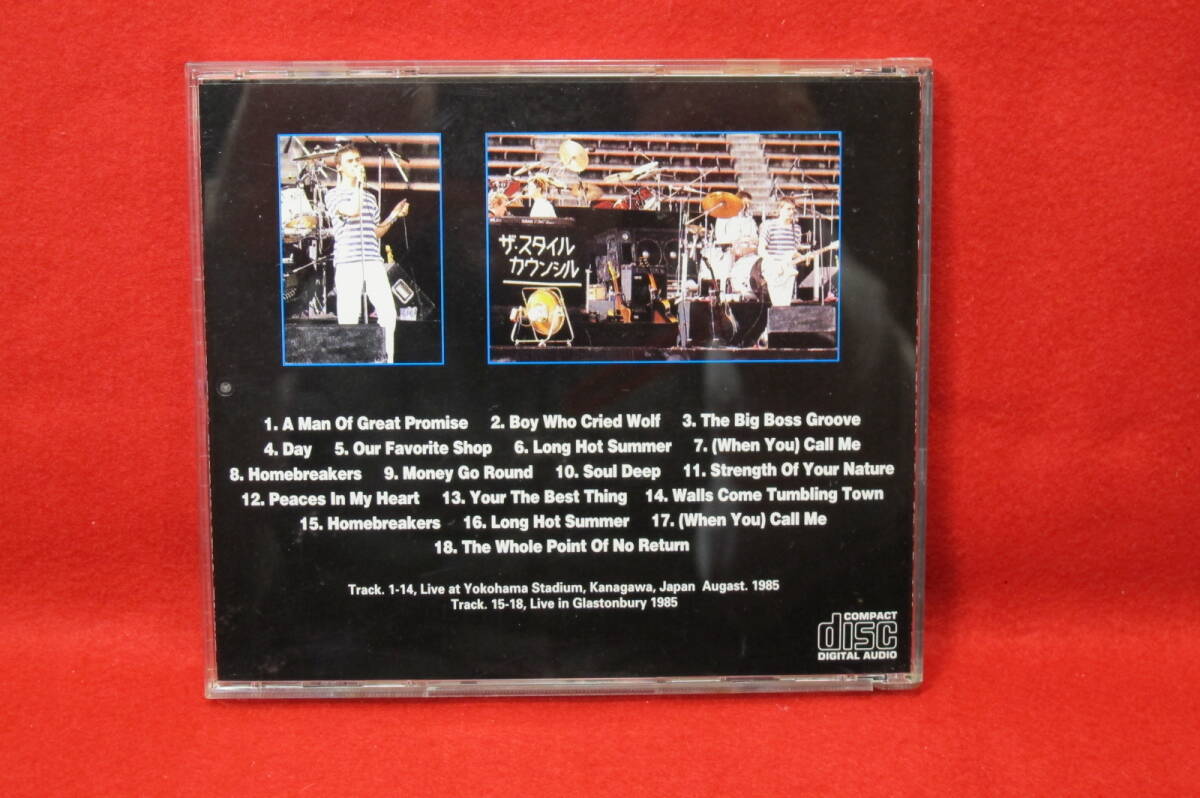 ザ・スタイル
カウンシル
1. A Man Of Great Promise 2. Boy Who Cried Wolf 3. The Big Boss Groove
4. Day 5. Our Favorite Shop 6. Long Hot Summer 7. (When You) Call Me
8. Homebreakers 9. Money Go Round 10. Soul Deep 11. Strength Of Your Nature
12. Peaces In My Heart 13. Your The Best Thing 14. Walls Come Tumbling Town
15. Homebreakers 16. Long Hot Summer 17. (When You) Call Me
18. The Whole Point Of No Return
Track. 1-14, Live at Yokohama Stadium, Kanagawa, Japan Augast. 1985
Track. 15-18, Live in Glastonbury 1985
COMPACT
disc
DIGITAL AUDIO